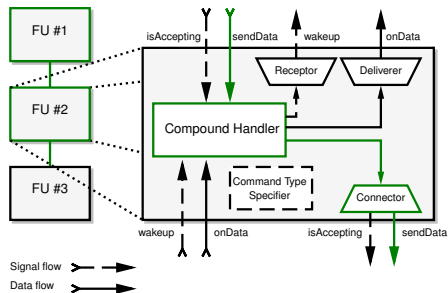 FU #1
FU #2
FU #3
isAccepting
sendData
wakeup
onData
Receptor
Deliverer
Compound Handler
Command Type
Specifier
Connector
wakeup
onData
isAccepting
sendData
Signal flow
Data flow